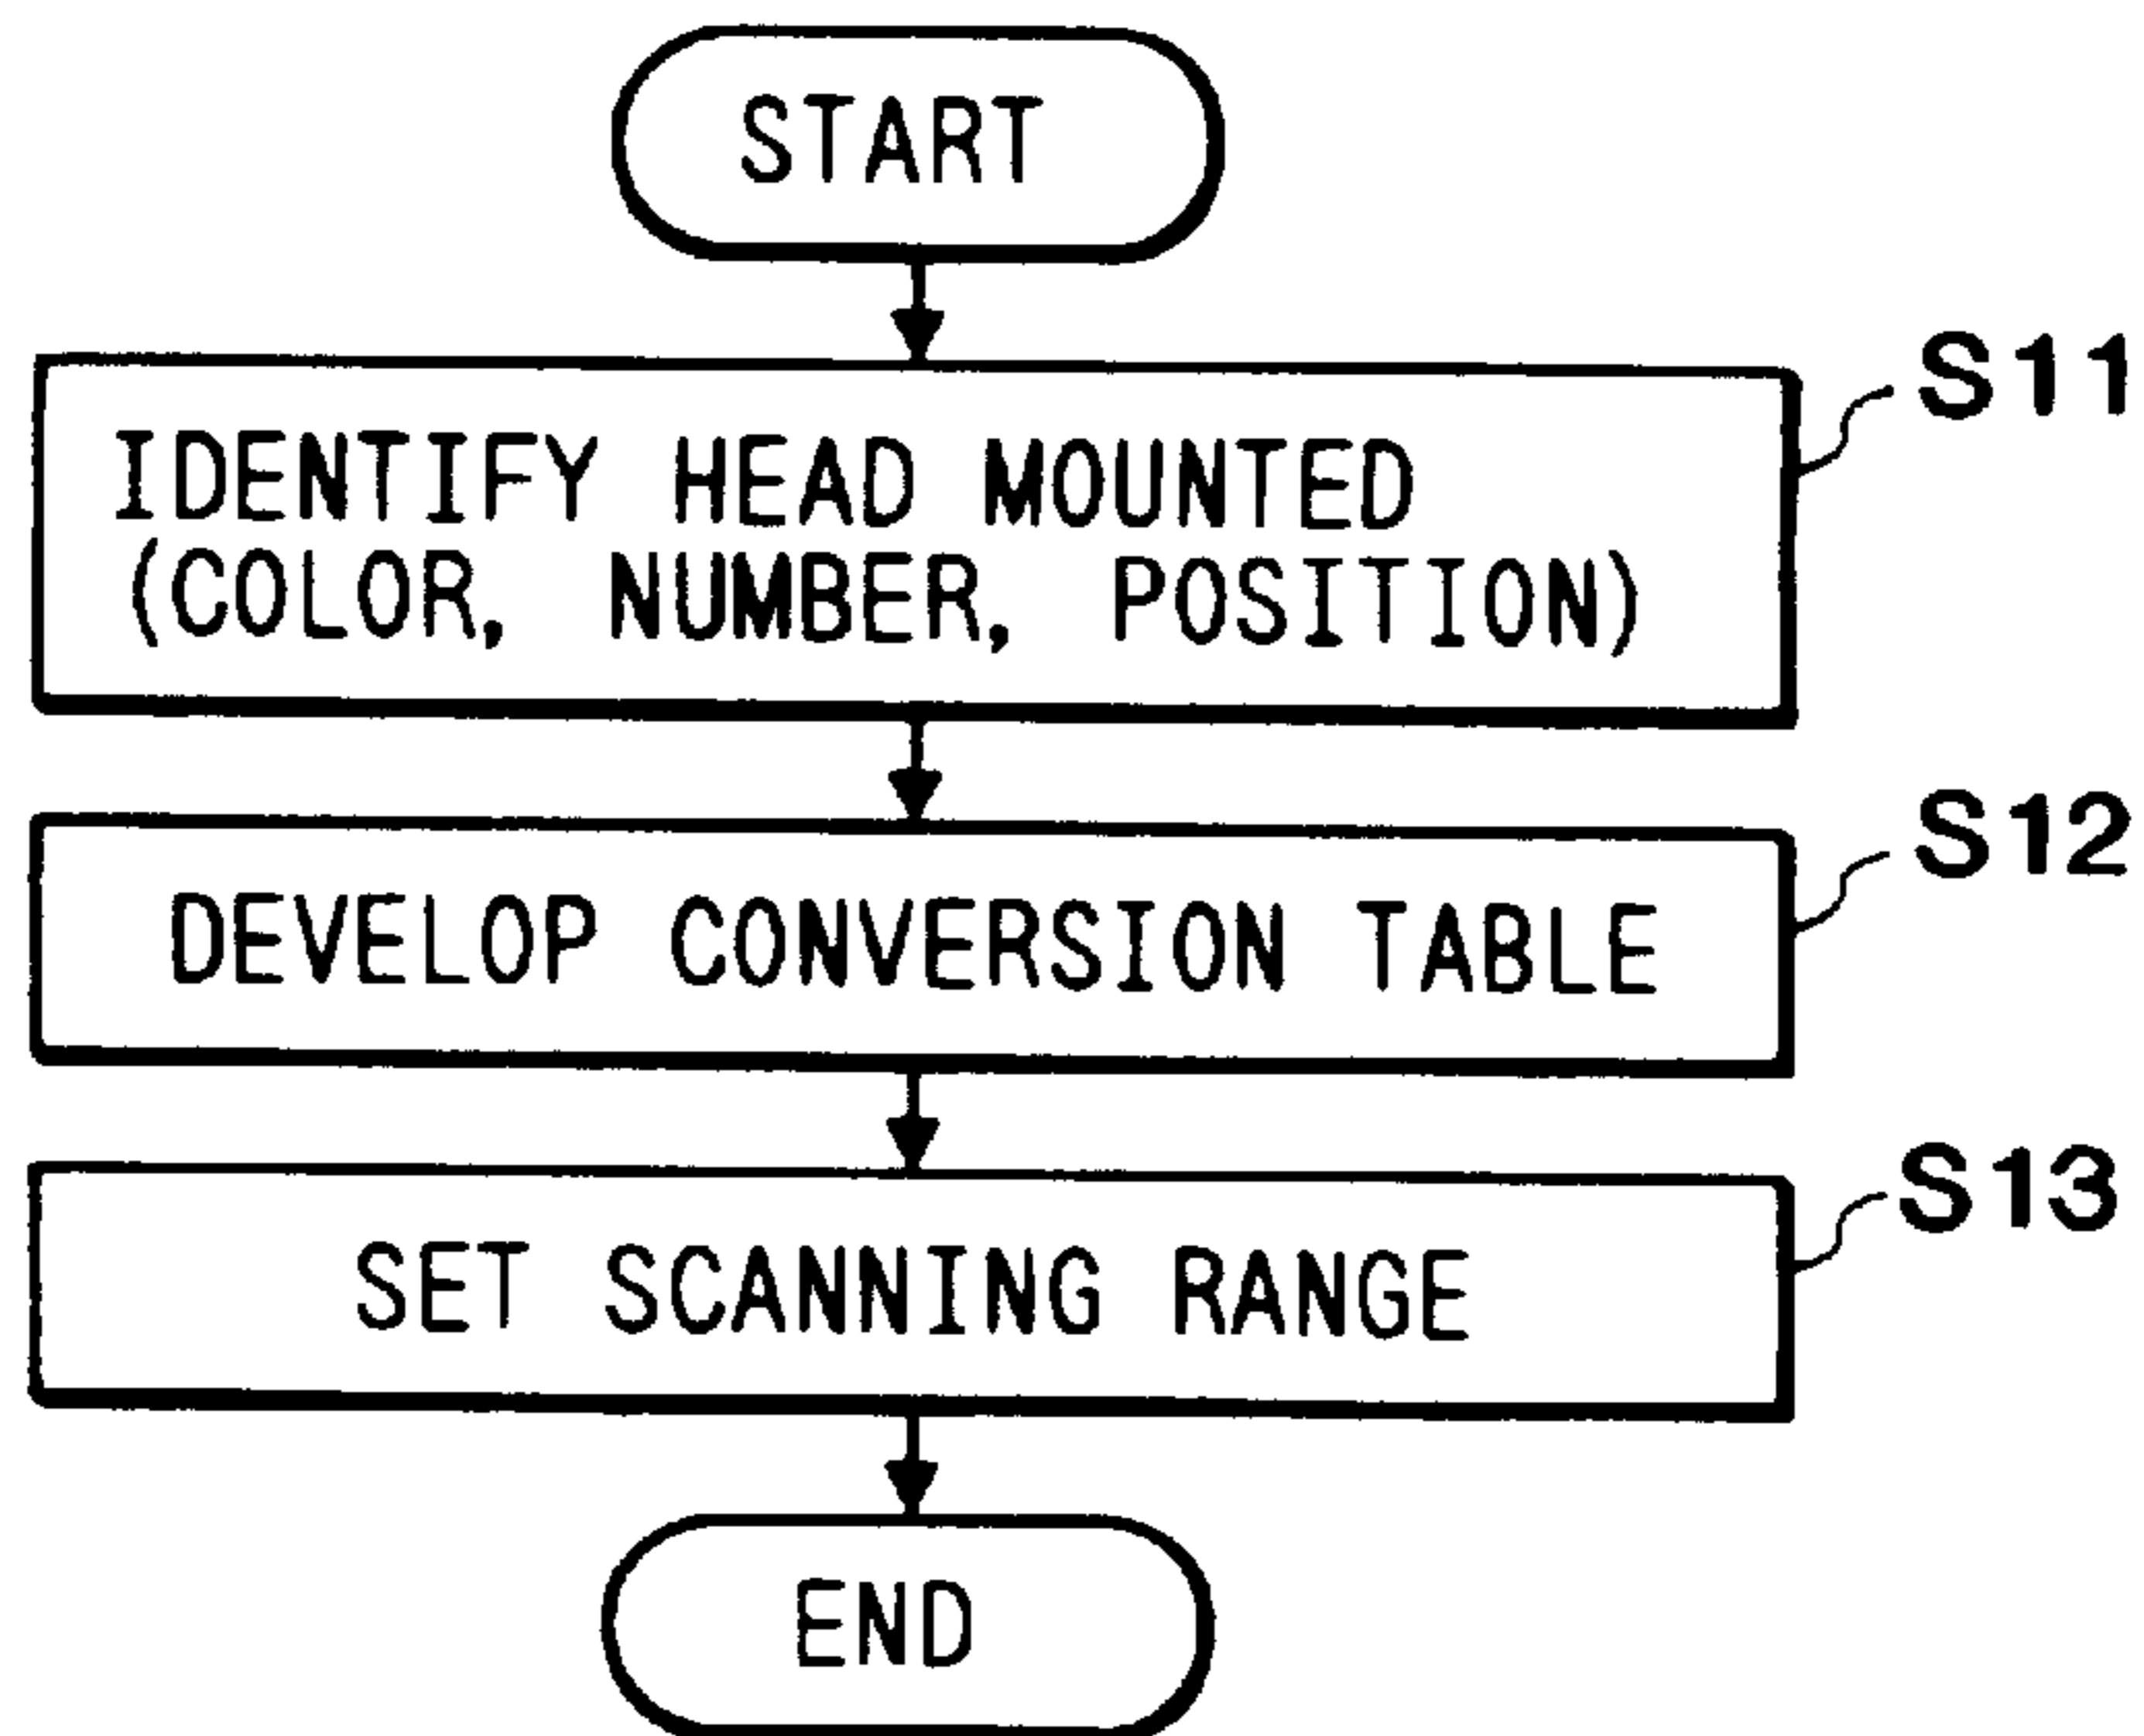 START
S11
IDENTIFY HEAD MOUNTED
(COLOR, NUMBER, POSITION)
S12
DEVELOP CONVERSION TABLE
S13
SET SCANNING RANGE
END